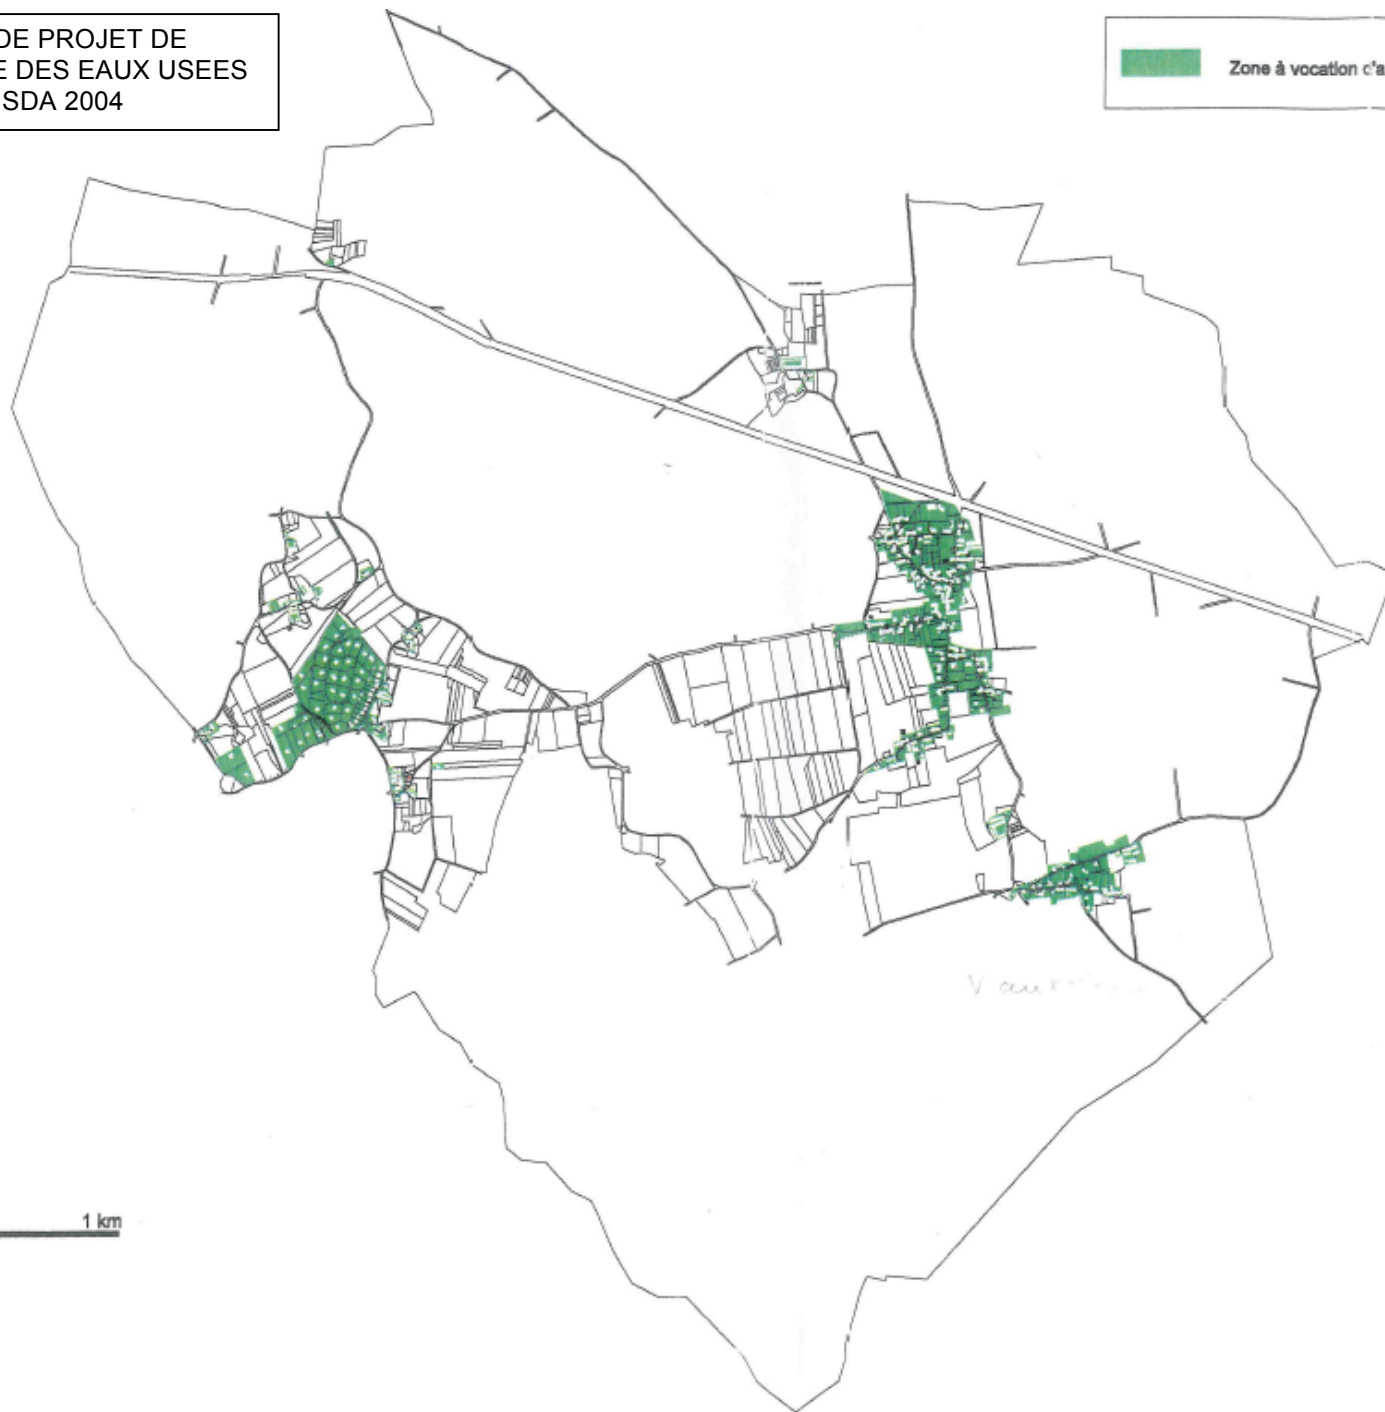 DE PROJET DE
E DES EAUX USEES
SDA 2004
Zone à vocation d'a
1 km